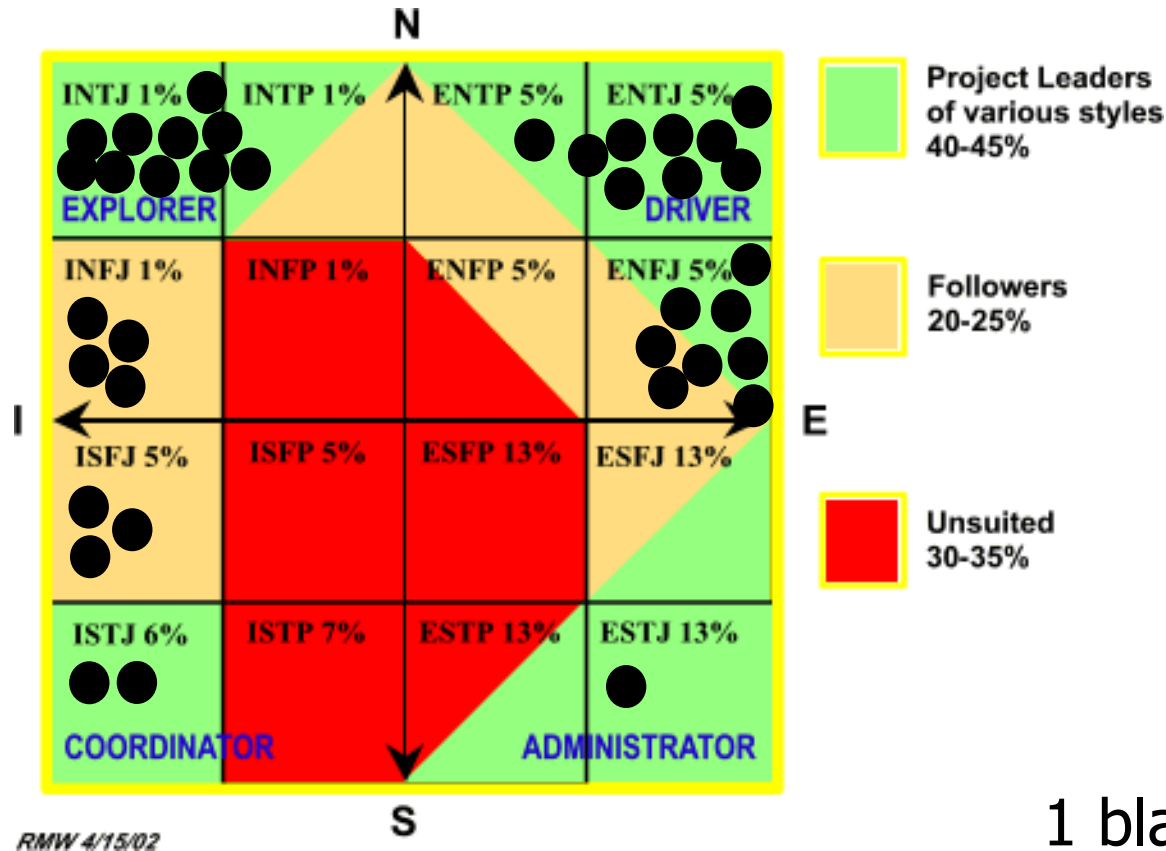 N
INTJ 1% INTP 1% ENTP 5% ENTJ 5%
EXPLORER DRIVER
INFJ 1% INFP 1% ENFP 5% ENFJ 5%
I E
ISFJ 5% ISFP 5% ESFP 13% ESFJ 13%
ISTJ 6% ISTP 7% ESTP 13% ESTJ 13%
COORDINATOR ADMINISTRATOR
S
RMW 4/15/02
Project Leaders
of various styles
40-45%
Followers
20-25%
Unsuited
30-35%
1 bla